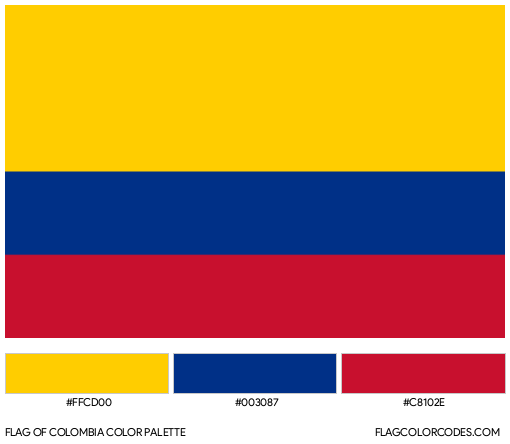 #FFCD00 #003087 #C8102E
FLAG OF COLOMBIA COLOR PALETTE FLAGCOLORCODES.COM